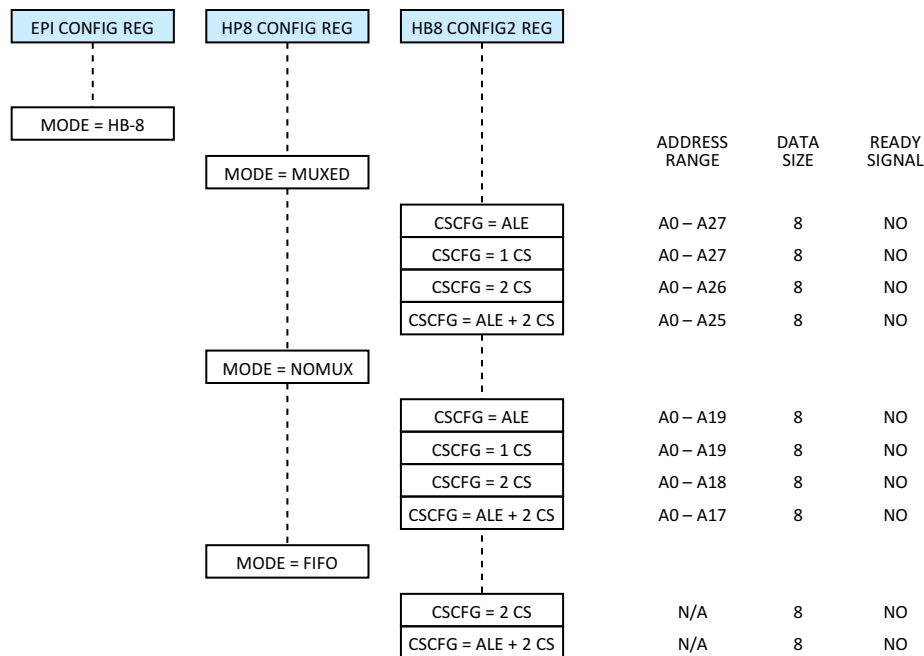 EPI CONFIG REG HP8 CONFIG REG HB8 CONFIG2 REG
MODE = HB-8
ADDRESS RANGE DATA SIZE READY SIGNAL
MODE = MUXED
CSCFG = ALE A0 – A27 8 NO
CSCFG = 1 CS A0 – A27 8 NO
CSCFG = 2 CS A0 – A26 8 NO
CSCFG = ALE + 2 CS A0 – A25 8 NO
MODE = NOMUX
CSCFG = ALE A0 – A19 8 NO
CSCFG = 1 CS A0 – A19 8 NO
CSCFG = 2 CS A0 – A18 8 NO
CSCFG = ALE + 2 CS A0 – A17 8 NO
MODE = FIFO
CSCFG = 2 CS N/A 8 NO
CSCFG = ALE + 2 CS N/A 8 NO